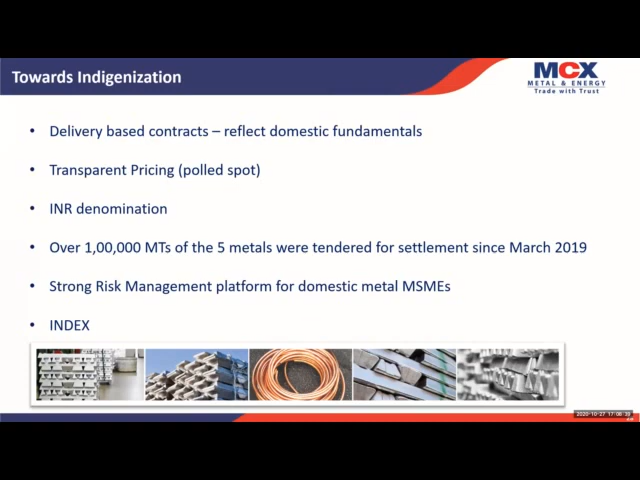 Towards Indigenization
MCX
METAL & ENERGY
Trade with Trust
• Delivery based contracts – reflect domestic fundamentals
• Transparent Pricing (polled spot)
• INR denomination
• Over 1,00,000 MTs of the 5 metals were tendered for settlement since March 2019
• Strong Risk Management platform for domestic metal MSMEs
• INDEX